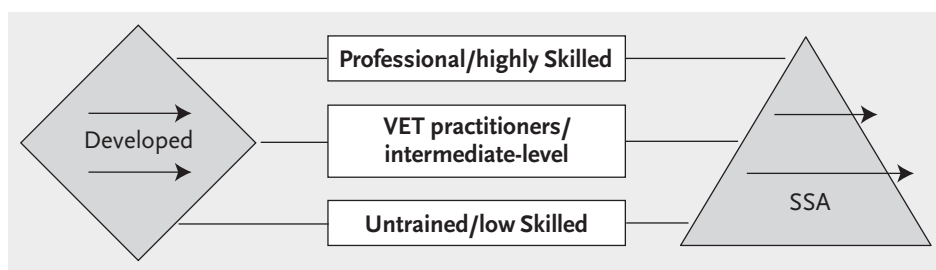 Professional/highly Skilled
Developed
VET practitioners/
intermediate-level
Untrained/low Skilled
SSA